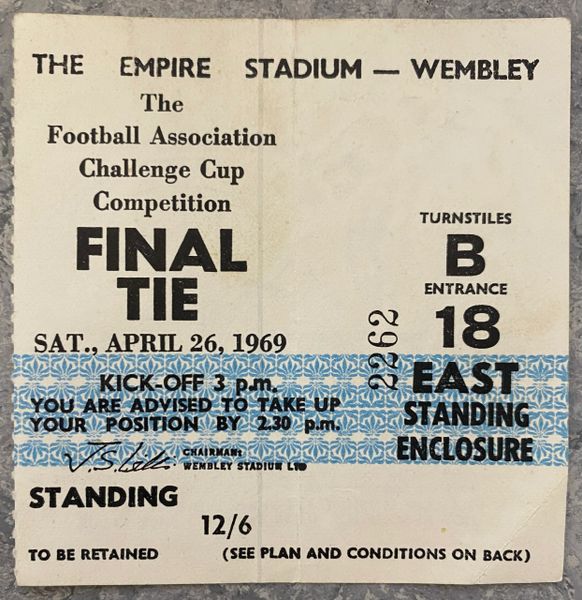 THE EMPIRE STADIUM — WEMBLEY
The
Football Association
Challenge Cup
Competition
FINAL
TIE
SAT., APRIL 26, 1969
KICK-OFF 3 p.m.
YOU ARE ADVISED TO TAKE UP
YOUR POSITION BY 2.30 p.m.
CHAIRMAN:
WEMBLEY STADIUM LTD
STANDING
12/6
TO BE RETAINED
TURNSTILES
B
ENTRANCE
18
2262
EAST
STANDING
ENCLOSURE
(SEE PLAN AND CONDITIONS ON BACK)